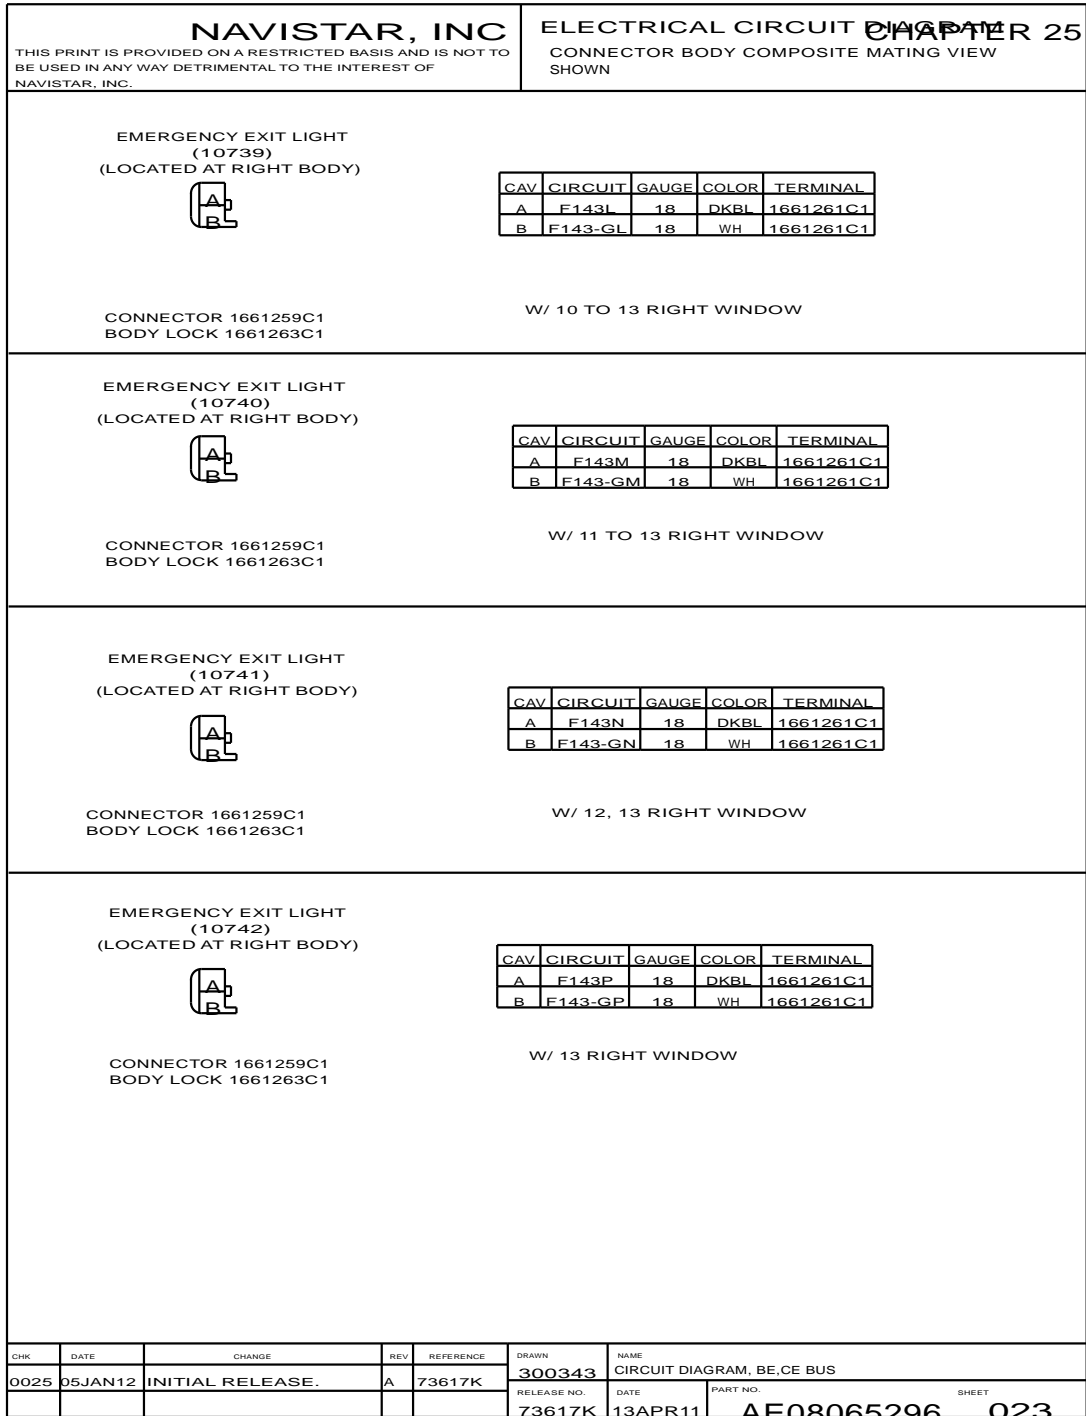 NAVISTAR, INC
THIS PRINT IS PROVIDED ON A RESTRICTED BASIS AND IS NOT TO
BE USED IN ANY WAY DETRIMENTAL TO THE INTEREST OF
NAVISTAR, INC.
ELECTRICAL CIRCUIT DIAGRAM
CHAPTER 25
CONNECTOR BODY COMPOSITE MATING VIEW
SHOWN
EMERGENCY EXIT LIGHT
(10739)
(LOCATED AT RIGHT BODY)
A
B
CONNECTOR 1661259C1
BODY LOCK 1661263C1
CAV CIRCUIT GAUGE COLOR TERMINAL
A F143L 18 DKBL 1661261C1
B F143-GL 18 WH 1661261C1
W/ 10 TO 13 RIGHT WINDOW
EMERGENCY EXIT LIGHT
(10740)
(LOCATED AT RIGHT BODY)
A
B
CONNECTOR 1661259C1
BODY LOCK 1661263C1
CAV CIRCUIT GAUGE COLOR TERMINAL
A F143M 18 DKBL 1661261C1
B F143-GM 18 WH 1661261C1
W/ 11 TO 13 RIGHT WINDOW
EMERGENCY EXIT LIGHT
(10741)
(LOCATED AT RIGHT BODY)
A
B
CONNECTOR 1661259C1
BODY LOCK 1661263C1
CAV CIRCUIT GAUGE COLOR TERMINAL
A F143N 18 DKBL 1661261C1
B F143-GN 18 WH 1661261C1
W/ 12, 13 RIGHT WINDOW
EMERGENCY EXIT LIGHT
(10742)
(LOCATED AT RIGHT BODY)
A
B
CONNECTOR 1661259C1
BODY LOCK 1661263C1
CAV CIRCUIT GAUGE COLOR TERMINAL
A F143P 18 DKBL 1661261C1
B F143-GP 18 WH 1661261C1
W/ 13 RIGHT WINDOW
CHK DATE CHANGE REV REFERENCE
0025 05JAN12 INITIAL RELEASE. A 73617K
DRAWN
300343
NAME
CIRCUIT DIAGRAM, BE,CE BUS
RELEASE NO.
73617K
DATE
13APR11
PART NO.
AE08065296
SHEET
023